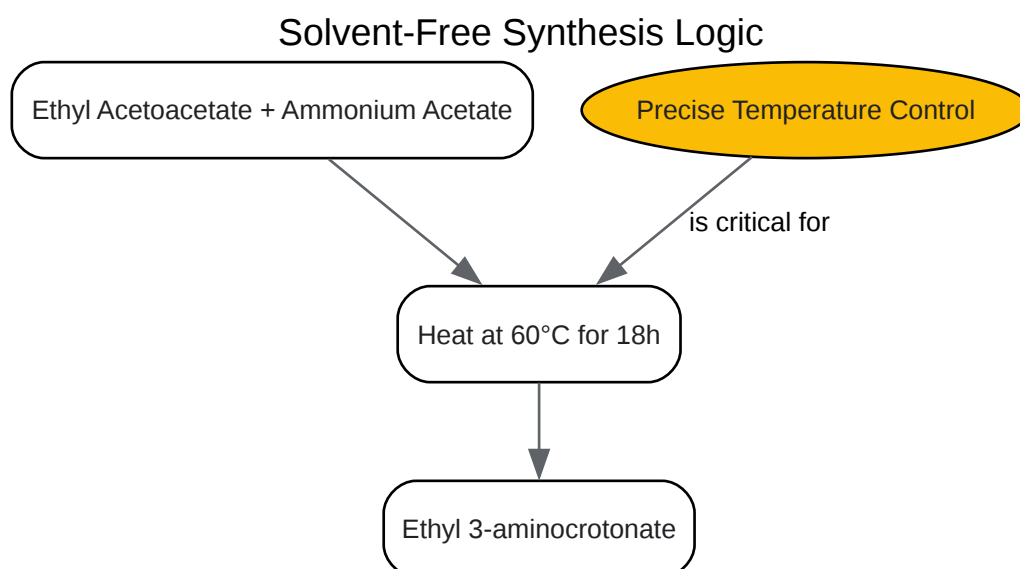 Solvent-Free Synthesis Logic
Ethyl Acetoacetate + Ammonium Acetate
Precise Temperature Control
is critical for
Heat at 60°C for 18h
Ethyl 3-aminocrotonate